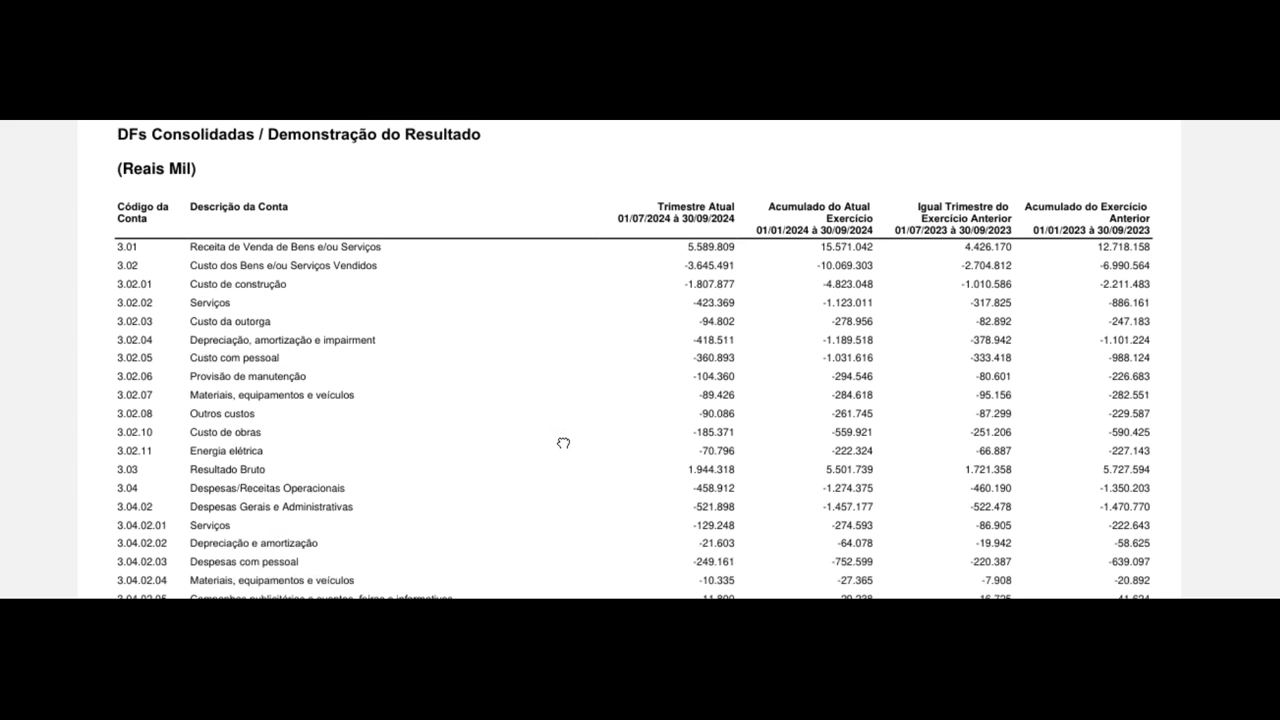 DFs Consolidadas / Demonstração do Resultado
(Reais Mil)
Código da Conta Descrição da Conta Trimestre Atual 01/07/2024 à 30/09/2024 Acumulado do Atual Exercício 01/01/2024 à 30/09/2024 Igual Trimestre do Exercício Anterior 01/07/2023 à 30/09/2023 Acumulado do Exercício Anterior 01/01/2023 à 30/09/2023
3.01 Receita de Venda de Bens e/ou Serviços 5.589.809 15.571.042 4.426.170 12.718.158
3.02 Custo dos Bens e/ou Serviços Vendidos -3.645.491 -10.069.303 -2.704.812 -6.990.564
3.02.01 Custo de construção -1.807.877 -4.823.048 -1.010.586 -2.211.483
3.02.02 Serviços -423.369 -1.123.011 -317.825 -886.161
3.02.03 Custo da outorga -94.802 -278.956 -82.892 -247.183
3.02.04 Depreciação, amortização e impairment -418.511 -1.189.518 -378.942 -1.101.224
3.02.05 Custo com pessoal -360.893 -1.031.616 -333.418 -988.124
3.02.06 Provisão de manutenção -104.360 -294.546 -80.601 -226.683
3.02.07 Materiais, equipamentos e veículos -89.426 -284.618 -95.156 -282.551
3.02.08 Outros custos -90.086 -261.745 -87.299 -229.587
3.02.10 Custo de obras -185.371 -559.921 -251.206 -590.425
3.02.11 Energia elétrica -70.796 -222.324 -66.887 -227.143
3.03 Resultado Bruto 1.944.318 5.501.739 1.721.358 5.727.594
3.04 Despesas/Receitas Operacionais -458.912 -1.274.375 -460.190 -1.350.203
3.04.02 Despesas Gerais e Administrativas -521.898 -1.457.177 -522.478 -1.470.770
3.04.02.01 Serviços -129.248 -274.593 -86.905 -222.643
3.04.02.02 Depreciação e amortização -21.603 -64.078 -19.942 -58.625
3.04.02.03 Despesas com pessoal -249.161 -752.599 -220.387 -639.097
3.04.02.04 Materiais, equipamentos e veículos -10.335 -27.365 -7.908 -20.892